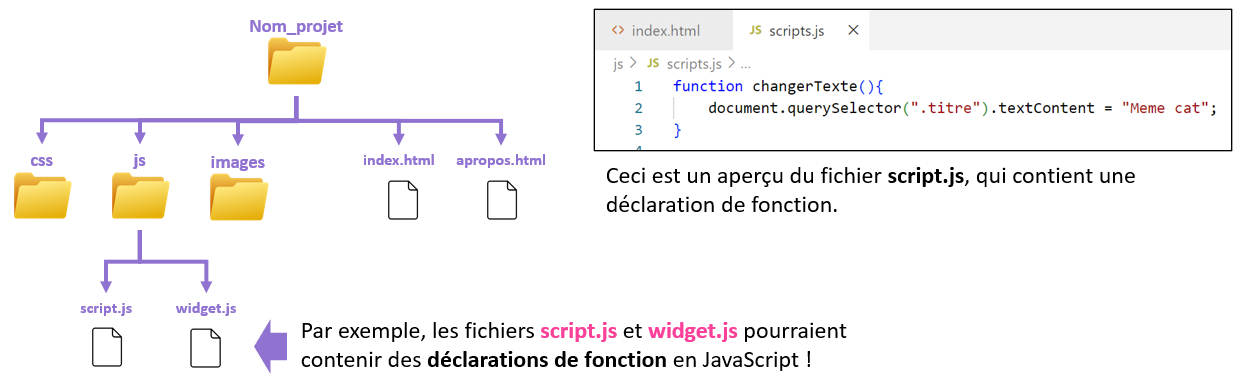 Nom_projet
css
js
images
index.html
apropos.html
script.js
widget.js
Par exemple, les fichiers script.js et widget.js pourraient
contenir des déclarations de fonction en JavaScript !
<> index.html
JS scripts.js ×
js > JS scripts.js > ...
1 function changerTexte(){
2 document.querySelector(".titre").textContent = "Meme cat";
3 }
Ceci est un aperçu du fichier script.js, qui contient une
déclaration de fonction.